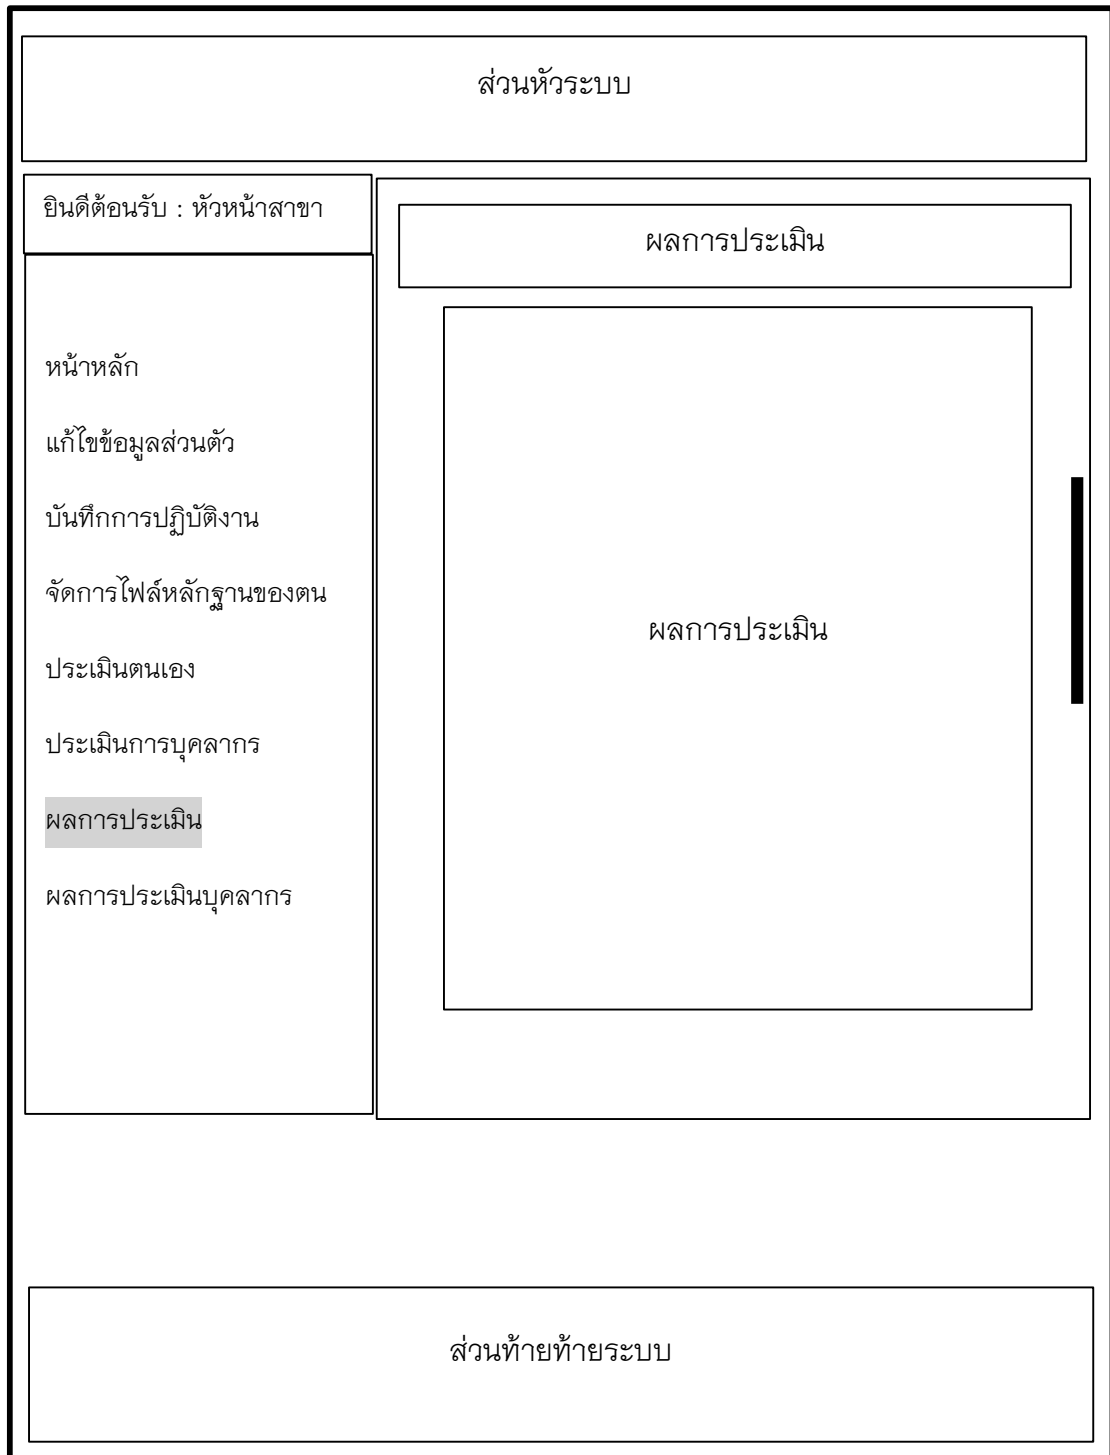 ส่วนหัวระบบ
ยินดีต้อนรับ : หัวหน้าสาขา
หน้าหลัก
แก้ไขข้อมูลส่วนตัว
บันทึกการปฏิบัติงาน
จัดการไฟล์หลักฐานของตน
ประเมินตนเอง
ประเมินการบุคลากร
ผลการประเมิน
ผลการประเมินบุคลากร
ผลการประเมิน
ผลการประเมิน
ส่วนท้ายท้ายระบบ